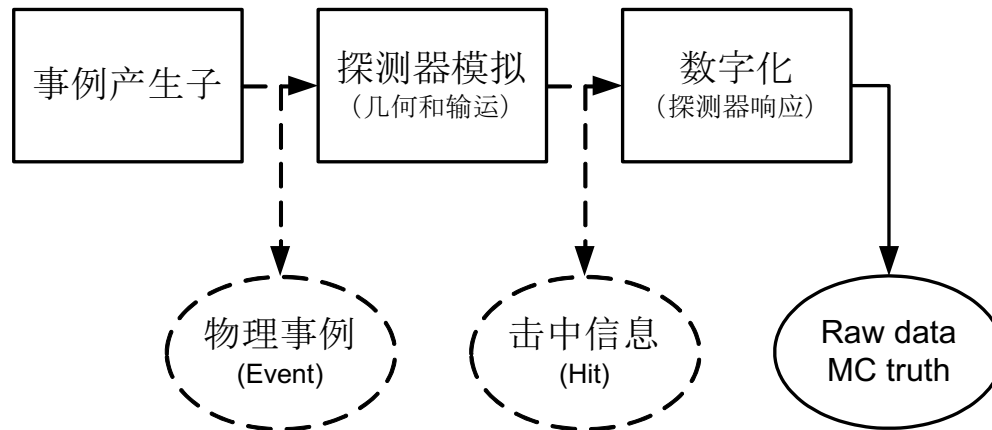 事例产生子
探测器模拟
（几何和输运）
数字化
（探测器响应）
物理事例
(Event)
击中信息
(Hit)
Raw data
MC truth